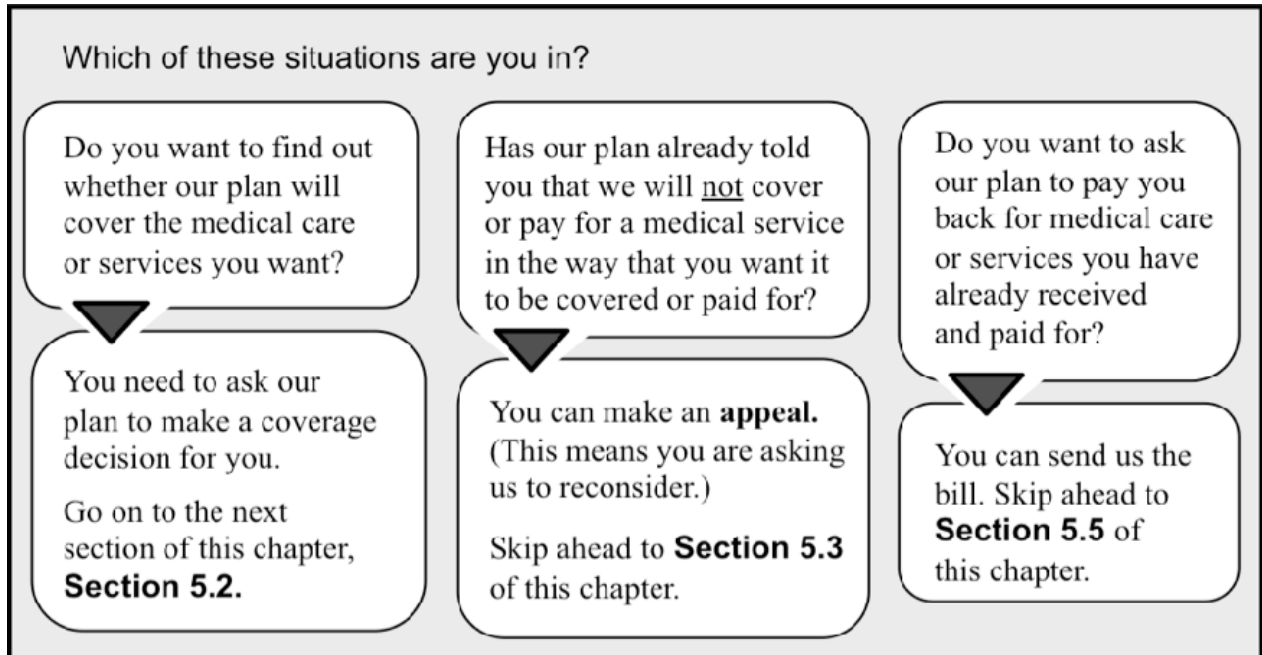 Which of these situations are you in?
Do you want to find out
whether our plan will
cover the medical care
or services you want?
You need to ask our
plan to make a coverage
decision for you.
Go on to the next
section of this chapter,
Section 5.2.
Has our plan already told
you that we will not cover
or pay for a medical service
in the way that you want it
to be covered or paid for?
You can make an appeal.
(This means you are asking
us to reconsider.)
Skip ahead to Section 5.3
of this chapter.
Do you want to ask
our plan to pay you
back for medical care
or services you have
already received
and paid for?
You can send us the
bill. Skip ahead to
Section 5.5 of
this chapter.